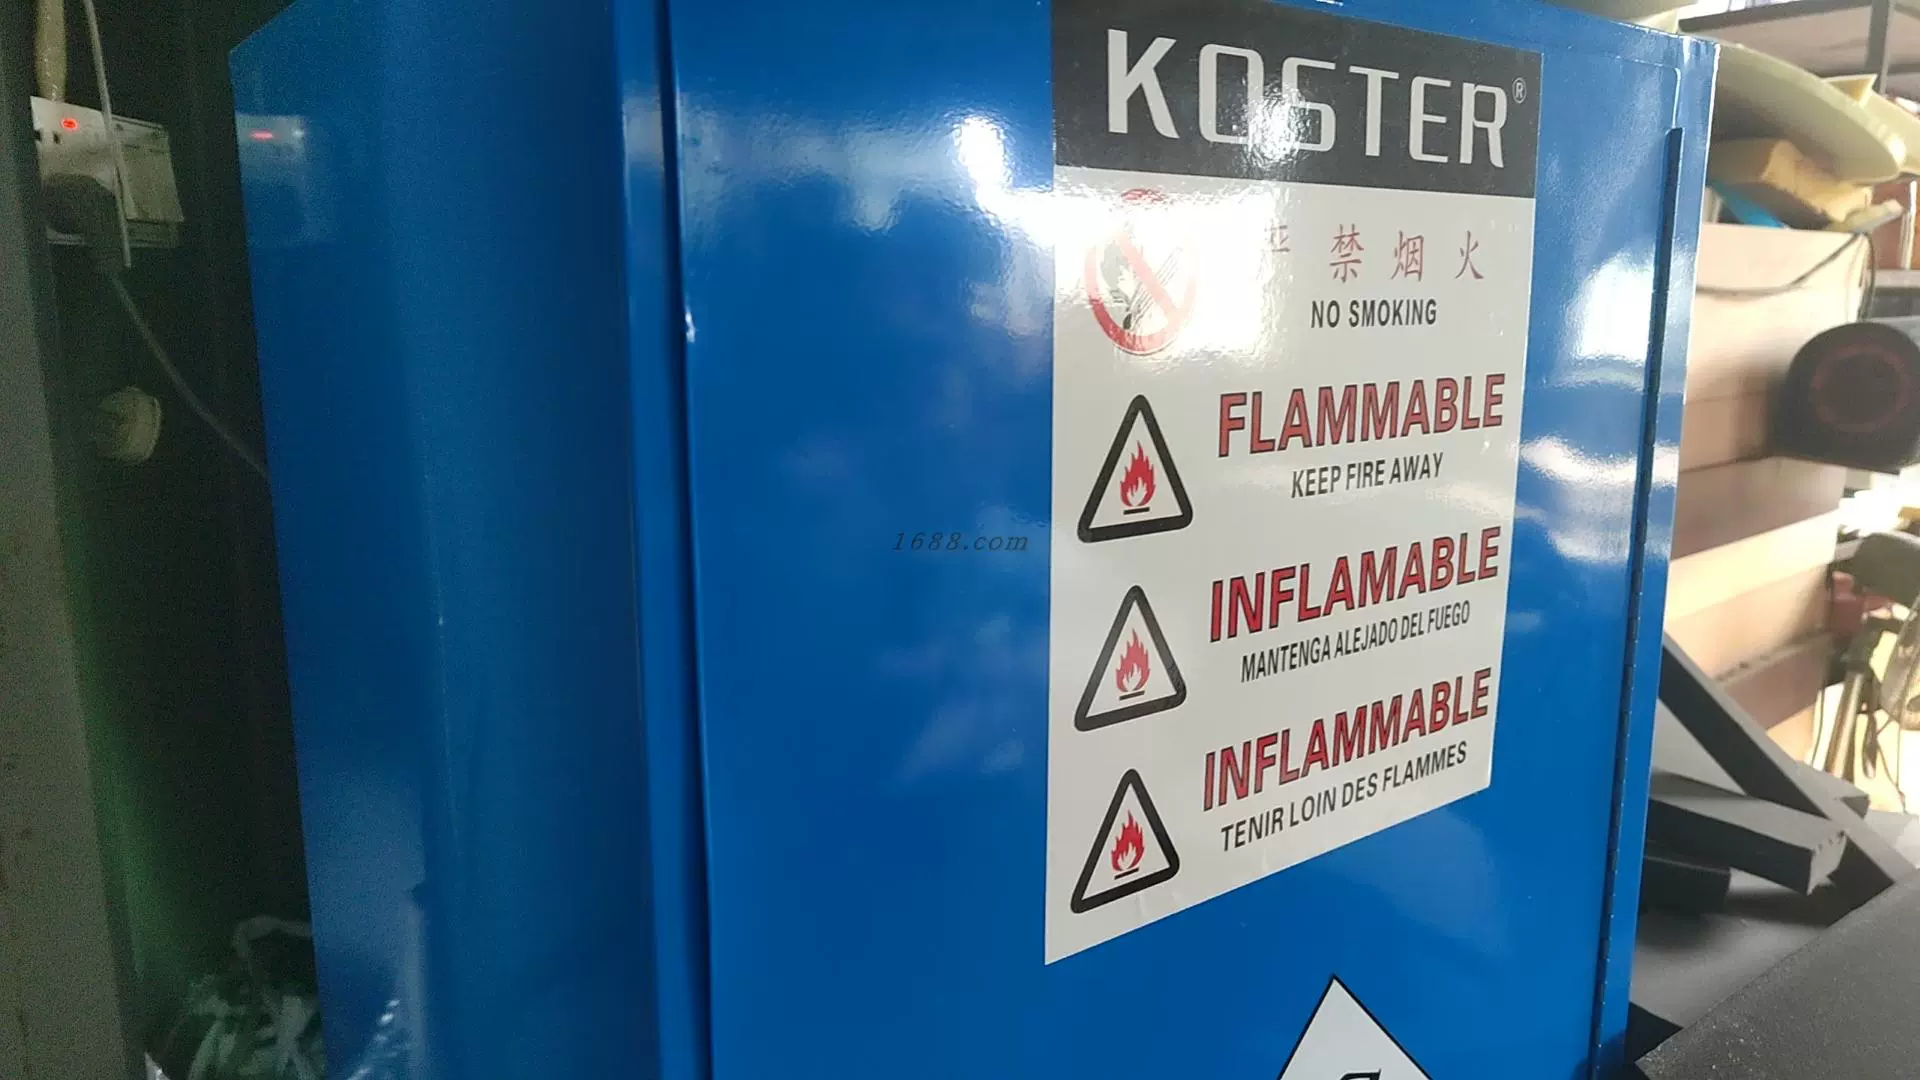 KOSTER®
严禁烟火
NO SMOKING
FLAMMABLE
KEEP FIRE AWAY
1688.com
INFLAMABLE
MANTENGA ALEJADO DEL FUEGO
INFLAMMABLE
TENIR LOIN DES FLAMMES